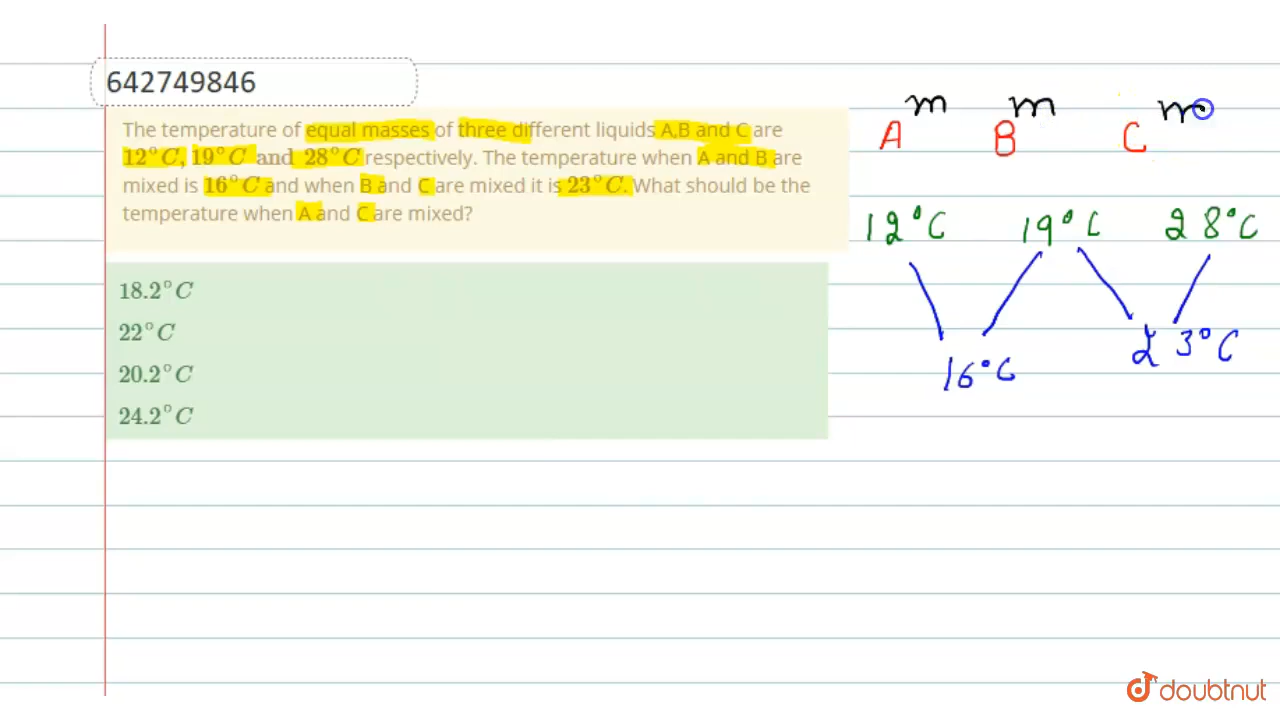 642749846
The temperature of equal masses of three different liquids A,B and C are
12°C, 19°C and 28°C respectively. The temperature when A and B are
mixed is 16°C and when B and C are mixed it is 23°C. What should be the
temperature when A and C are mixed?
18.2°C
22°C
20.2°C
24.2°C
m m m
A B C
12°C 19°C 28°C
16°C 23°C
doubtnut